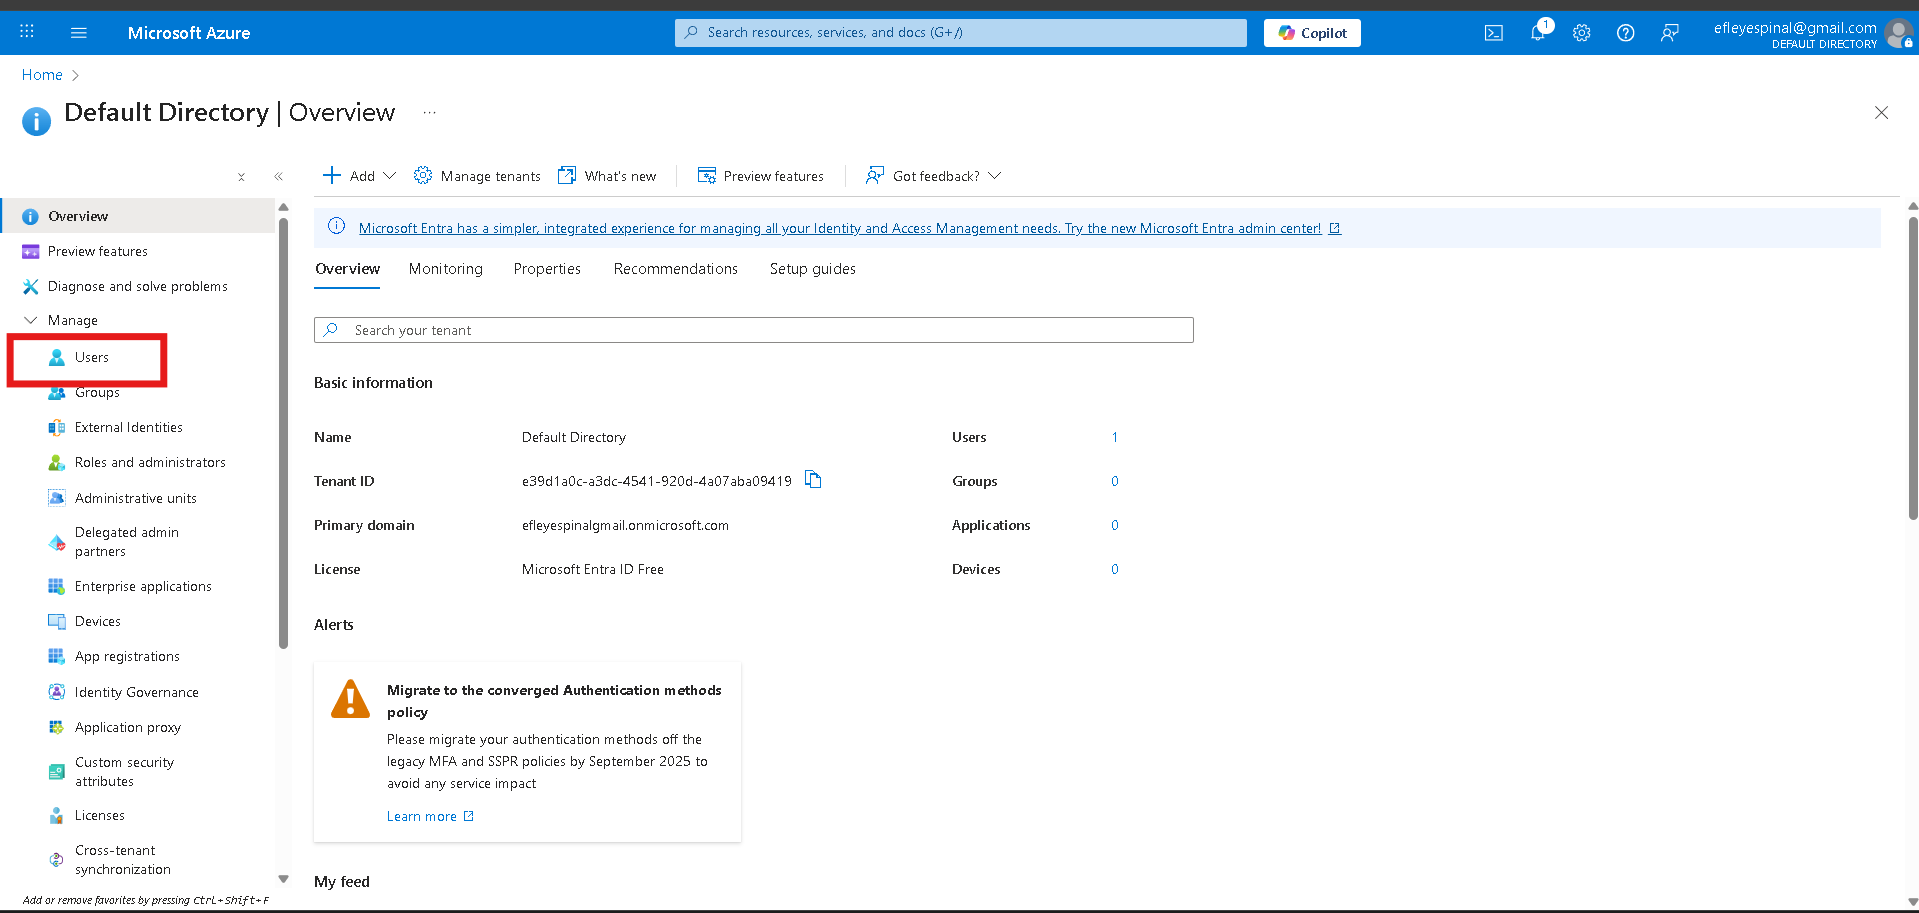 Microsoft Azure
Search resources, services, and docs (G+/)
Copilot
1
efleyespinal@gmail.com
DEFAULT DIRECTORY
Home
Default Directory | Overview
...
Add
Manage tenants
What's new
Preview features
Got feedback?
Overview
Preview features
Diagnose and solve problems
Manage
Users
Groups
External Identities
Roles and administrators
Administrative units
Delegated admin
partners
Enterprise applications
Devices
App registrations
Identity Governance
Application proxy
Custom security
attributes
Licenses
Cross-tenant
synchronization
Add or remove favorites by pressing Ctrl+Shift+F
Microsoft Entra has a simpler, integrated experience for managing all your Identity and Access Management needs. Try the new Microsoft Entra admin center!
Overview
Monitoring
Properties
Recommendations
Setup guides
Search your tenant
Basic information
Name Default Directory Users 1
Tenant ID e39d1a0c-a3dc-4541-920d-4a07aba09419 Groups 0
Primary domain efleyespinalgmail.onmicrosoft.com Applications 0
License Microsoft Entra ID Free Devices 0
Alerts
Migrate to the converged Authentication methods
policy
Please migrate your authentication methods off the
legacy MFA and SSPR policies by September 2025 to
avoid any service impact
Learn more
My feed